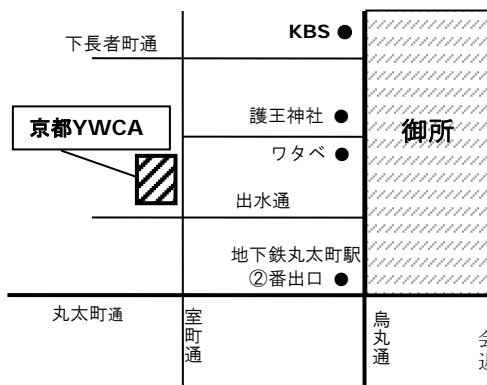 KBS
下長者町通
京都YWCA
護王神社
御所
ワタベ
出水通
地下鉄丸太町駅
②番出口
丸太町通
室町通
烏丸通